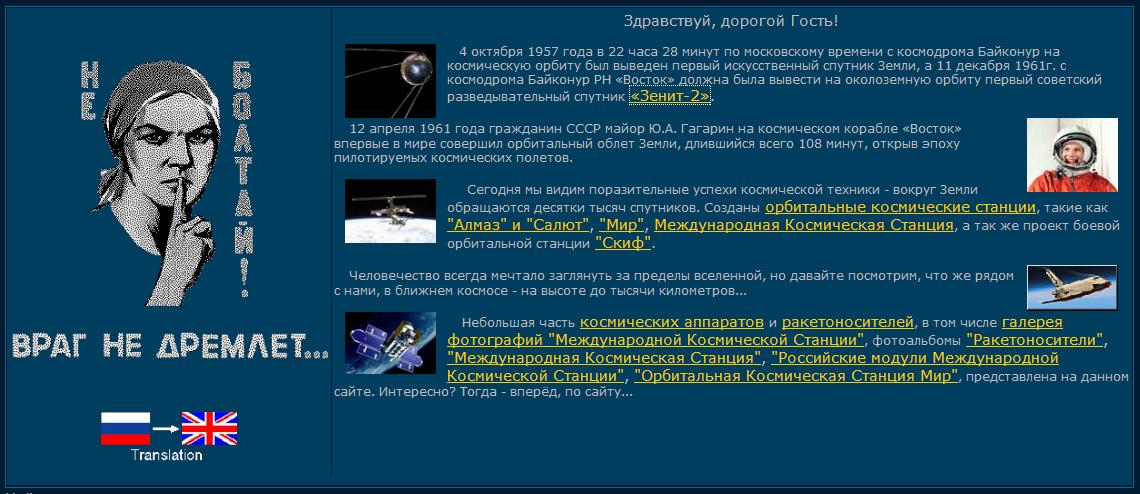 НЕ
БОЛТА-Й!
ВРАГ НЕ ДРЕМЛЕТ...
Translation
Здравствуй, дорогой Гость!
4 октября 1957 года в 22 часа 28 минут по московскому времени с космодрома Байконур на
космическую орбиту был выведен первый искусственный спутник Земли, а 11 декабря 1961г. с
космодрома Байконур РН «Восток» должна была вывести на околоземную орбиту первый советский
разведывательный спутник «Зенит-2».
12 апреля 1961 года гражданин СССР майор Ю.А. Гагарин на космическом корабле «Восток»
впервые в мире совершил орбитальный облет Земли, длившийся всего 108 минут, открыв эпоху
пилотируемых космических полетов.
Сегодня мы видим поразительные успехи космической техники - вокруг Земли
обращаются десятки тысяч спутников. Созданы орбитальные космические станции, такие как
"Алмаз" и "Салют", "Мир", Международная Космическая Станция, а так же проект боевой
орбитальной станции "Скиф".
Человечество всегда мечтало заглянуть за пределы вселенной, но давайте посмотрим, что же рядом
с нами, в ближнем космосе - на высоте до тысячи километров...
Небольшая часть космических аппаратов и ракетоносителей, в том числе галерея
фотографий "Международной Космической Станции", фотоальбомы "Ракетоносители",
"Международная Космическая Станция", "Российские модули Международной
Космической Станции", "Орбитальная Космическая Станция Мир", представлена на данном
сайте. Интересно? Тогда - вперёд, по сайту...